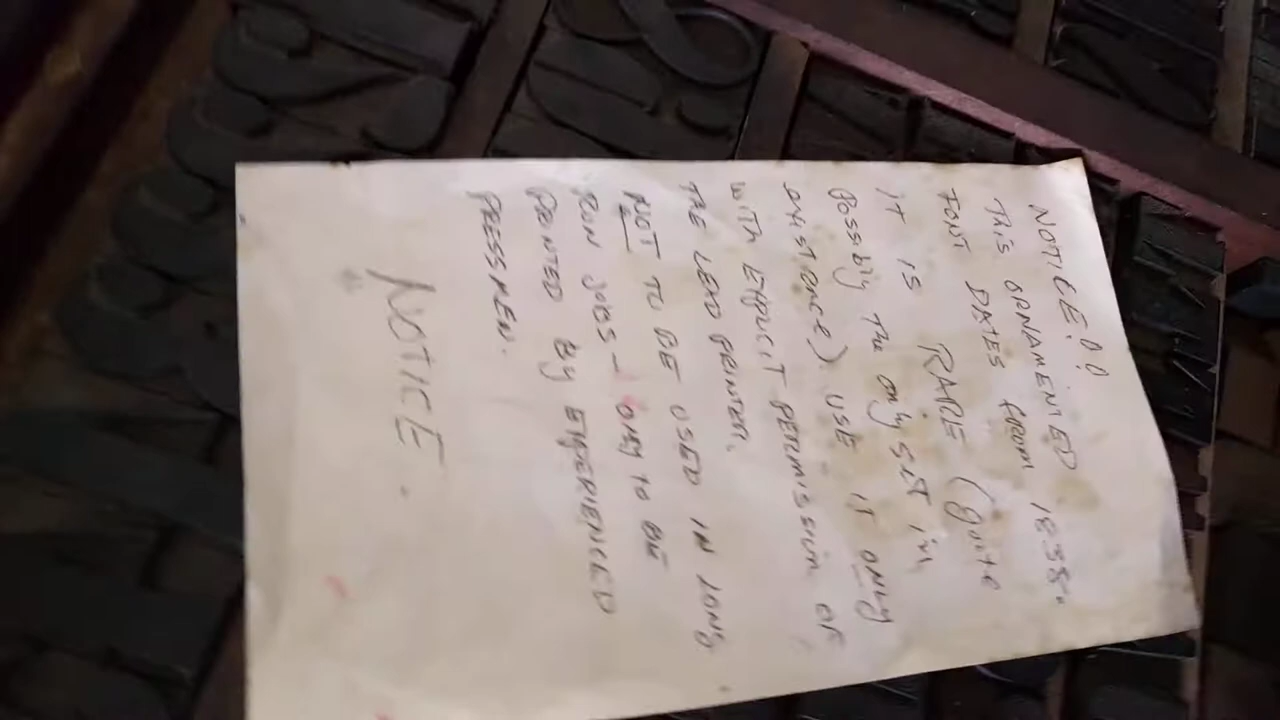 NOTICE!!
This ORNAMENTED
FONT DATES FROM 1838.
IT IS RARE (quite
Possibly The only set in
existence) USE IT ONLY
WITH EXPLICIT PERMISSION OF
THE LEAD PRINTER.
NOT TO BE USED IN LONG
RUN JOBS - ONLY TO BE
PRINTED By EXPERIENCED
PRESSMEN.
NOTICE.